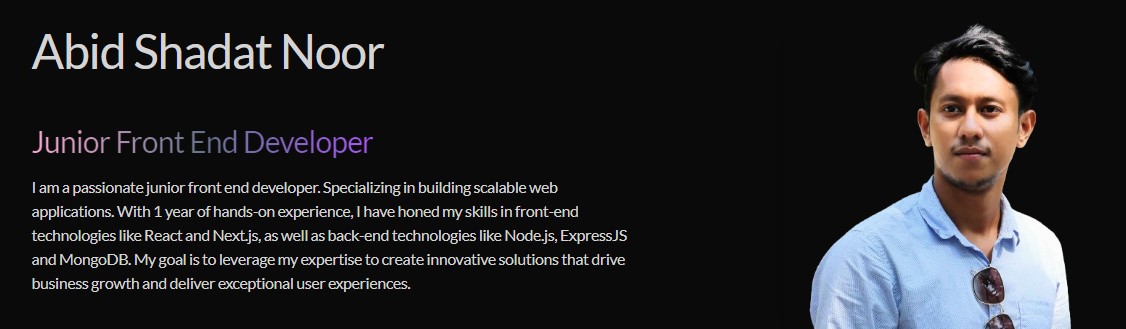 Abid Shadat Noor
Junior Front End Developer
I am a passionate junior front end developer. Specializing in building scalable web
applications. With 1 year of hands-on experience, I have honed my skills in front-end
technologies like React and Next.js, as well as back-end technologies like Node.js, ExpressJS
and MongoDB. My goal is to leverage my expertise to create innovative solutions that drive
business growth and deliver exceptional user experiences.